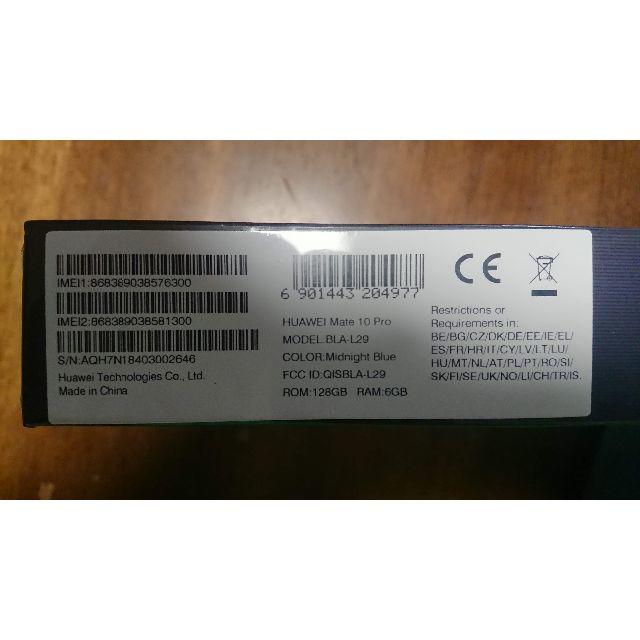 IMEI1:868389038576300
IMEI2:868389038581300
S/N:AQH7N18403002646
Huawei Technologies Co., Ltd.
Made in China
6 901443 204977
HUAWEI Mate 10 Pro
MODEL:BLA-L29
COLOR:Midnight Blue
FCC ID:QISBLA-L29
ROM:128GB RAM:6GB
CE
Restrictions or
Requirements in:
BE/BG/CZ/DK/DE/EE/IE/EL/
ES/FR/HR/IT/CY/LV/LT/LU/
HU/MT/NL/AT/PL/PT/RO/SI/
SK/FI/SE/UK/NO/LI/CH/TR/IS.